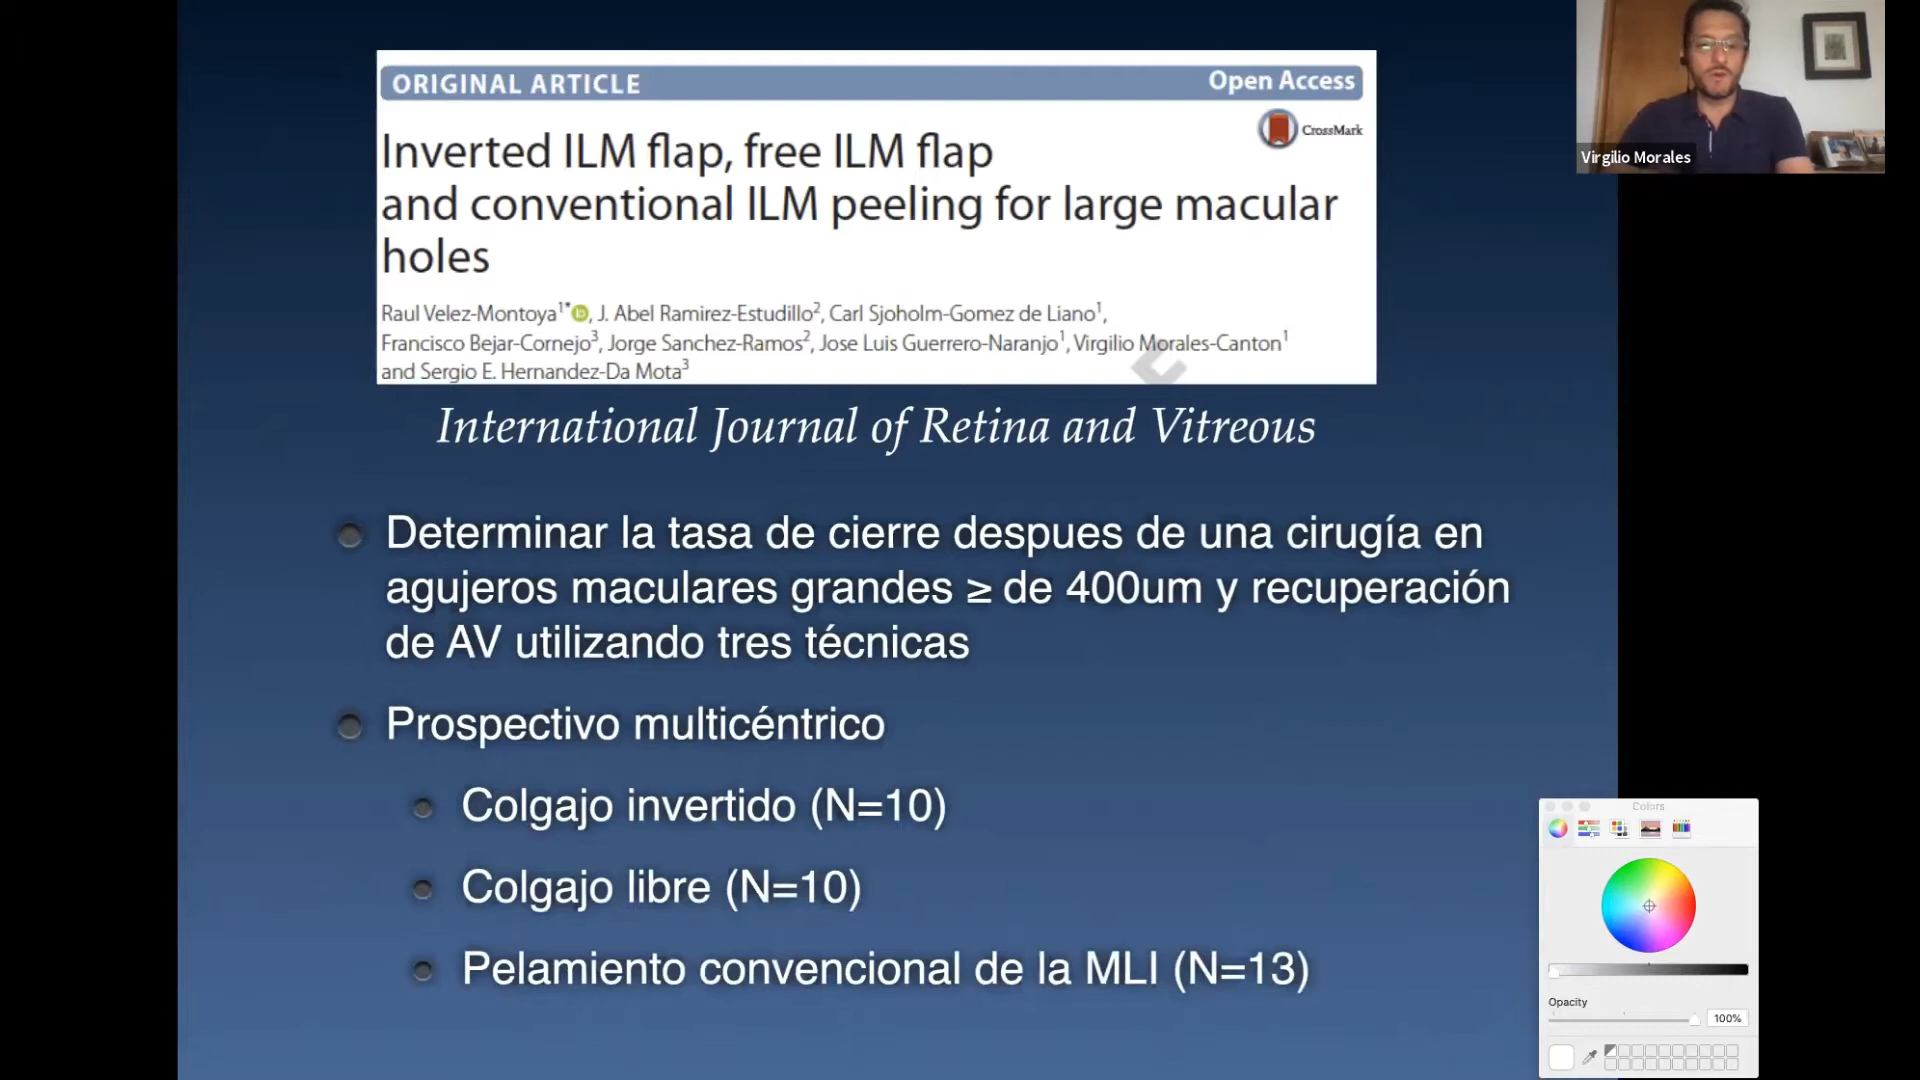 ORIGINAL ARTICLE
Open Access
CrossMark
Inverted ILM flap, free ILM flap
and conventional ILM peeling for large macular
holes
Raul Velez-Montoya1*, J. Abel Ramirez-Estudillo2, Carl Sjoholm-Gomez de Liano1,
Francisco Bejar-Cornejo3, Jorge Sanchez-Ramos2, Jose Luis Guerrero-Naranjo1, Virgilio Morales-Canton1
and Sergio E. Hernandez-Da Mota3
International Journal of Retina and Vitreous
Determinar la tasa de cierre despues de una cirugía en
agujeros maculares grandes ≥ de 400um y recuperación
de AV utilizando tres técnicas
Prospectivo multicéntrico
Colgajo invertido (N=10)
Colgajo libre (N=10)
Pelamiento convencional de la MLI (N=13)
Virgilio Morales
Colors
Opacity
100%